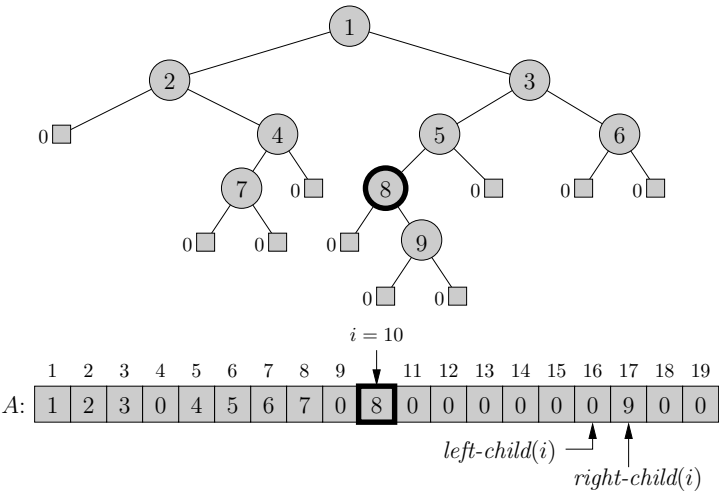 1
2 3
0 4 5 6
7 0 8 0 0 0
0 0 0 9
0 0
i = 10
1 2 3 4 5 6 7 8 9 11 12 13 14 15 16 17 18 19
A: 1 2 3 0 4 5 6 7 0 8 0 0 0 0 0 0 9 0 0
left-child(i)
right-child(i)